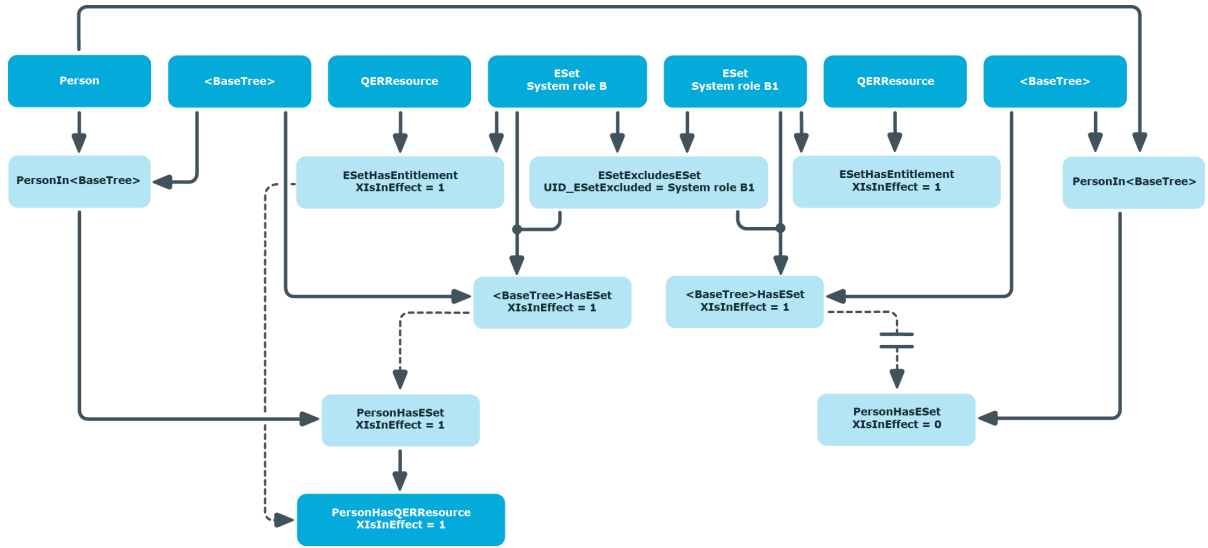 Person
<BaseTree>
QERResource
ESet
System role B
ESet
System role B1
QERResource
<BaseTree>
PersonIn<BaseTree>
ESetHasEntitlement
XIsInEffect = 1
ESetExcludesESet
UID_ESetExcluded = System role B1
ESetHasEntitlement
XIsInEffect = 1
PersonIn<BaseTree>
<BaseTree>HasESet
XIsInEffect = 1
<BaseTree>HasESet
XIsInEffect = 1
PersonHasESet
XIsInEffect = 1
PersonHasESet
XIsInEffect = 0
PersonHasQERResource
XIsInEffect = 1